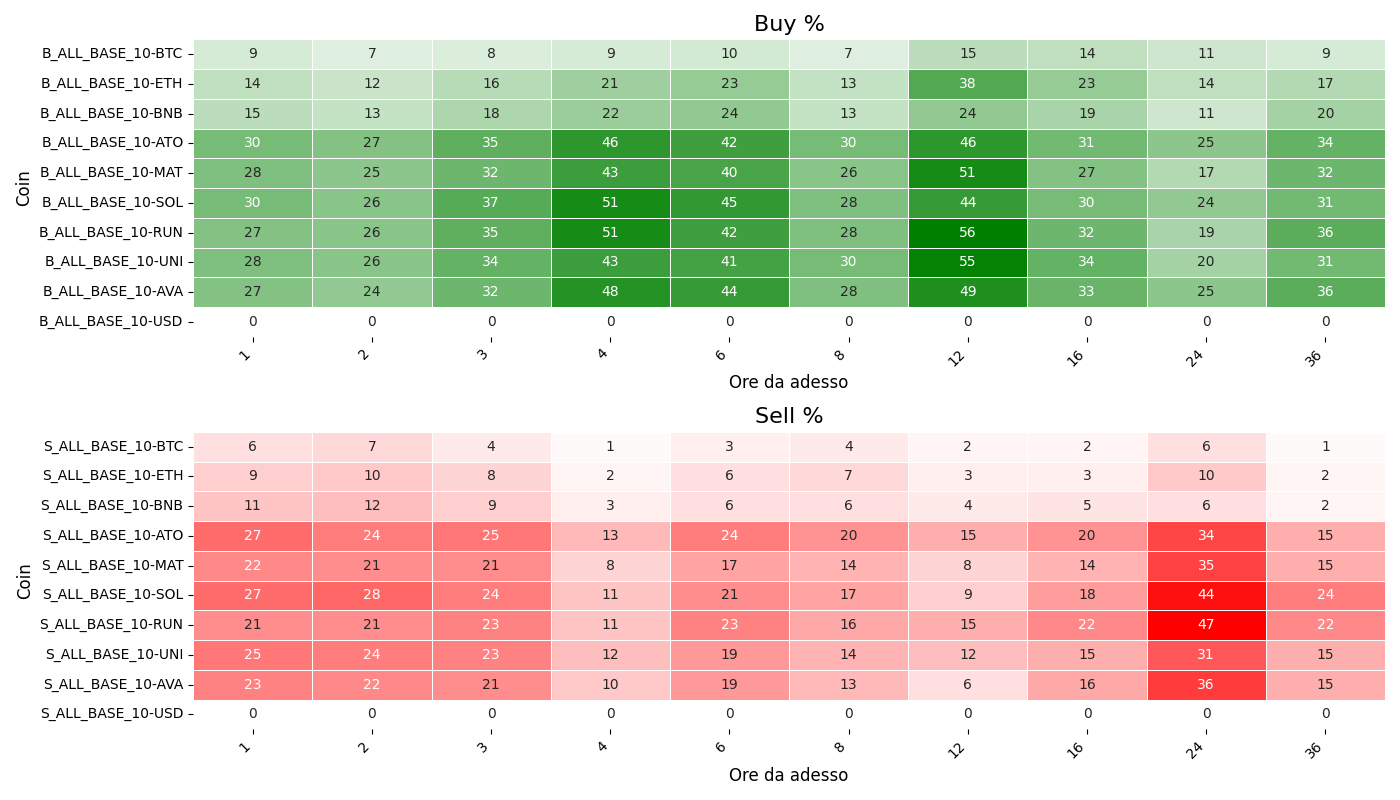 Buy %
Coin
B_ALL_BASE_10-BTC 9 7 8 9 10 7 15 14 11 9
B_ALL_BASE_10-ETH 14 12 16 21 23 13 38 23 14 17
B_ALL_BASE_10-BNB 15 13 18 22 24 13 24 19 11 20
B_ALL_BASE_10-ATO 30 27 35 46 42 30 46 31 25 34
B_ALL_BASE_10-MAT 28 25 32 43 40 26 51 27 17 32
B_ALL_BASE_10-SOL 30 26 37 51 45 28 44 30 24 31
B_ALL_BASE_10-RUN 27 26 35 51 42 28 56 32 19 36
B_ALL_BASE_10-UNI 28 26 34 43 41 30 55 34 20 31
B_ALL_BASE_10-AVA 27 24 32 48 44 28 49 33 25 36
B_ALL_BASE_10-USD 0 0 0 0 0 0 0 0 0 0
1 2 3 4 6 8 12 16 24 36
Ore da adesso
Sell %
Coin
S_ALL_BASE_10-BTC 6 7 4 1 3 4 2 2 6 1
S_ALL_BASE_10-ETH 9 10 8 2 6 7 3 3 10 2
S_ALL_BASE_10-BNB 11 12 9 3 6 6 4 5 6 2
S_ALL_BASE_10-ATO 27 24 25 13 24 20 15 20 34 15
S_ALL_BASE_10-MAT 22 21 21 8 17 14 8 14 35 15
S_ALL_BASE_10-SOL 27 28 24 11 21 17 9 18 44 24
S_ALL_BASE_10-RUN 21 21 23 11 23 16 15 22 47 22
S_ALL_BASE_10-UNI 25 24 23 12 19 14 12 15 31 15
S_ALL_BASE_10-AVA 23 22 21 10 19 13 6 16 36 15
S_ALL_BASE_10-USD 0 0 0 0 0 0 0 0 0 0
1 2 3 4 6 8 12 16 24 36
Ore da adesso